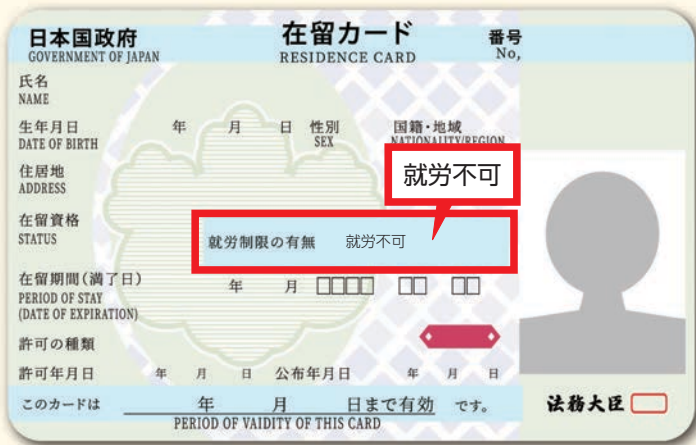 日本国政府 在留カード 番号
GOVERNMENT OF JAPAN RESIDENCE CARD No,
氏名
NAME
生年月日 年 月 日 性別 国籍・地域
DATE OF BIRTH SEX NATIONALITY/REGION
住居地
ADDRESS
就労不可
在留資格
STATUS
就労制限の有無 就労不可
在留期間(満了日) 年 月 □□□□ □□ □□
PERIOD OF STAY
(DATE OF EXPIRATION)
許可の種類
許可年月日 年 月 日 公布年月日 年 月 日
このカードは 年 月 日まで有効 です。
PERIOD OF VAIDITY OF THIS CARD
法務大臣